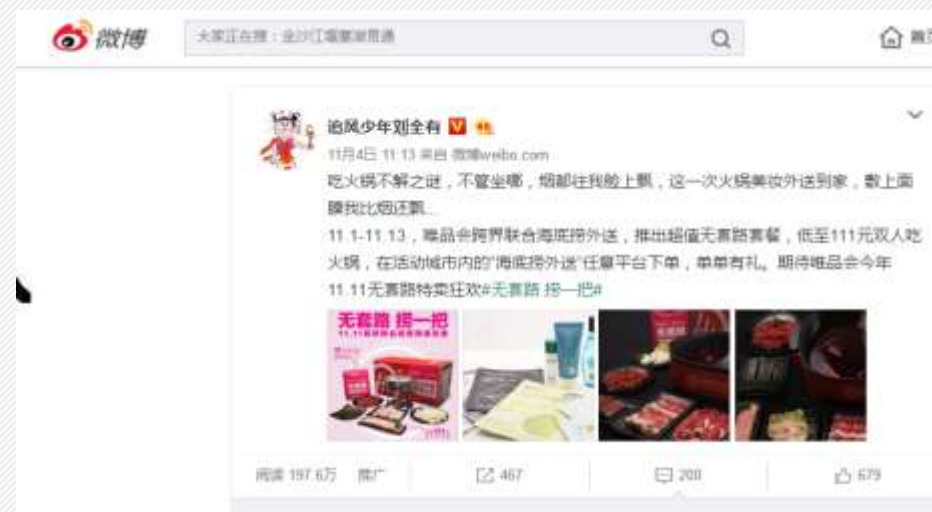 微博
大家正在搜：金沙江堰塞湖贯通
首页
追风少年刘全有
11月4日 11:13 来自 微博weibo.com
吃火锅不解之谜，不管坐哪，烟都往我脸上飘，这一次火锅美妆外送到家，敷上面
膜我比烟还飘...
11.1-11.13，唯品会跨界联合海底捞外送，推出超值无套路套餐，低至111元双人吃
火锅，在活动城市内的“海底捞外送”任意平台下单，单单有礼。期待唯品会今年
11.11无套路特卖狂欢#无套路 捞一把#
无套路 捞一把
阅读 197.6万 推广 467 200 679